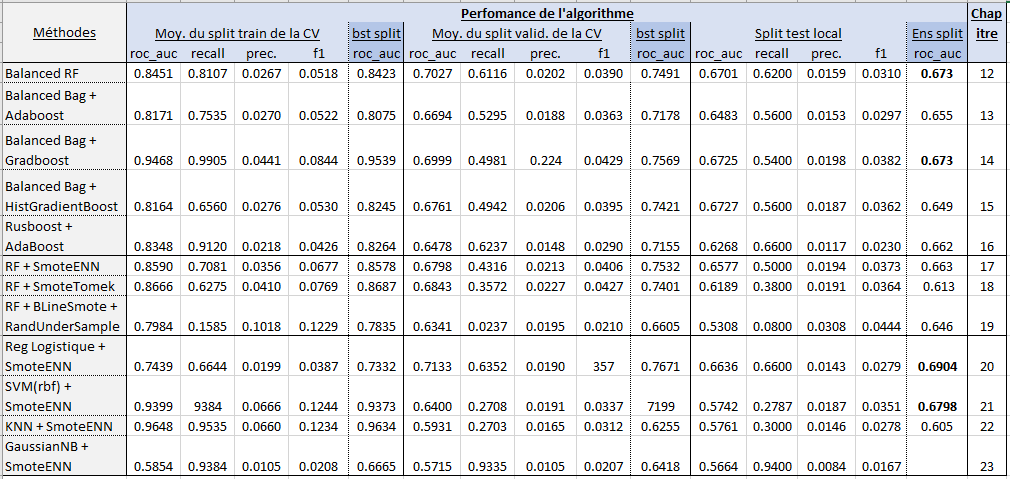 Perfomance de l'algorithme Chap
Méthodes Moy. du split train de la CV bst split Moy. du split valid. de la CV bst split Split test local Ens split itre
roc_auc recall prec. f1 roc_auc roc_auc recall prec. f1 roc_auc roc_auc recall prec. f1 roc_auc
Balanced RF 0.8451 0.8107 0.0267 0.0518 0.8423 0.7027 0.6116 0.0202 0.0390 0.7491 0.6701 0.6200 0.0159 0.0310 0.673 12
Balanced Bag +
Adaboost 0.8171 0.7535 0.0270 0.0522 0.8075 0.6694 0.5295 0.0188 0.0363 0.7178 0.6483 0.5600 0.0153 0.0297 0.655 13
Balanced Bag +
Gradboost 0.9468 0.9905 0.0441 0.0844 0.9539 0.6999 0.4981 0.224 0.0429 0.7569 0.6725 0.5400 0.0198 0.0382 0.673 14
Balanced Bag +
HistGradientBoost 0.8164 0.6560 0.0276 0.0530 0.8245 0.6761 0.4942 0.0206 0.0395 0.7421 0.6727 0.5600 0.0187 0.0362 0.649 15
Rusboost +
AdaBoost 0.8348 0.9120 0.0218 0.0426 0.8264 0.6478 0.6237 0.0148 0.0290 0.7155 0.6268 0.6600 0.0117 0.0230 0.662 16
RF + SmoteENN 0.8590 0.7081 0.0356 0.0677 0.8578 0.6798 0.4316 0.0213 0.0406 0.7532 0.6577 0.5000 0.0194 0.0373 0.663 17
RF + SmoteTomek 0.8666 0.6275 0.0410 0.0769 0.8687 0.6843 0.3572 0.0227 0.0427 0.7401 0.6189 0.3800 0.0191 0.0364 0.613 18
RF + BLineSmote +
RandUnderSample 0.7984 0.1585 0.1018 0.1229 0.7835 0.6341 0.0237 0.0195 0.0210 0.6605 0.5308 0.0800 0.0308 0.0444 0.646 19
Reg Logistique +
SmoteENN 0.7439 0.6644 0.0199 0.0387 0.7332 0.7133 0.6352 0.0190 357 0.7671 0.6636 0.6600 0.0143 0.0279 0.6904 20
SVM(rbf) +
SmoteENN 0.9399 9384 0.0666 0.1244 0.9373 0.6400 0.2708 0.0191 0.0337 7199 0.5742 0.2787 0.0187 0.0351 0.6798 21
KNN + SmoteENN 0.9648 0.9535 0.0660 0.1234 0.9634 0.5931 0.2703 0.0165 0.0312 0.6255 0.5761 0.3000 0.0146 0.0278 0.605 22
GaussianNB +
SmoteENN 0.5854 0.9384 0.0105 0.0208 0.6665 0.5715 0.9335 0.0105 0.0207 0.6418 0.5664 0.9400 0.0084 0.0167 23